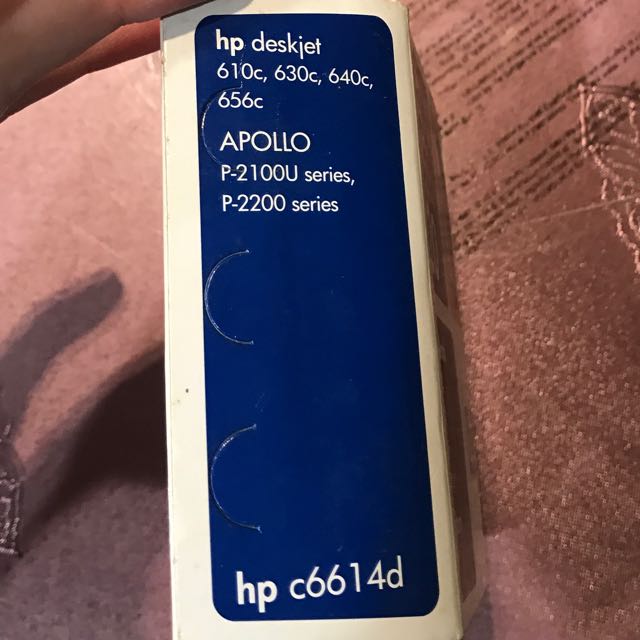 hp deskjet
610c, 630c, 640c,
656c
APOLLO
P-2100U series,
P-2200 series
hp c6614d